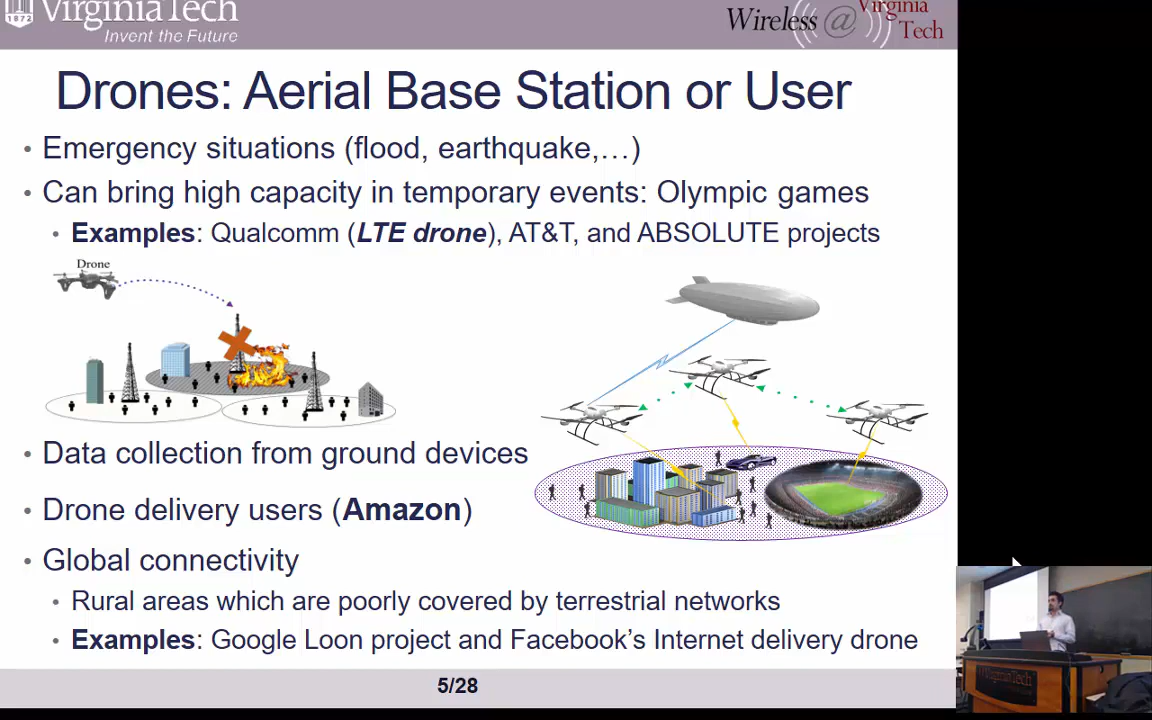 VirginiaTech
1872
Invent the Future
Wireless @ Virginia Tech
Drones: Aerial Base Station or User
• Emergency situations (flood, earthquake,…)
• Can bring high capacity in temporary events: Olympic games
• Examples: Qualcomm (LTE drone), AT&T, and ABSOLUTE projects
Drone
• Data collection from ground devices
• Drone delivery users (Amazon)
• Global connectivity
• Rural areas which are poorly covered by terrestrial networks
• Examples: Google Loon project and Facebook's Internet delivery drone
5/28
VirginiaTech